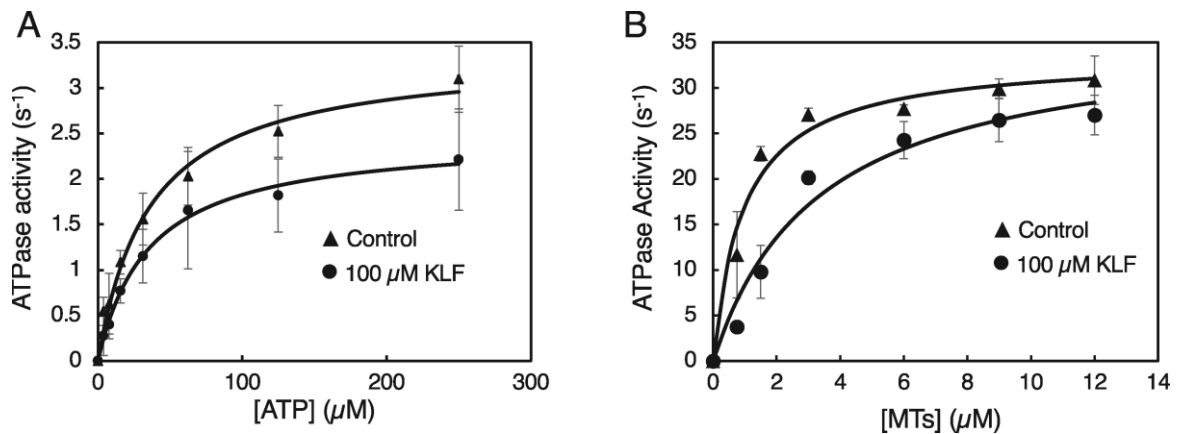 A
B
3.5
3
2.5
2
1.5
1
0.5
0
0
100
200
300
ATPase activity (s-1)
[ATP] (µM)
Control
100 µM KLF
35
30
25
20
15
10
5
0
0
2
4
6
8
10
12
14
ATPase Activity (s-1)
[MTs] (µM)
Control
100 µM KLF